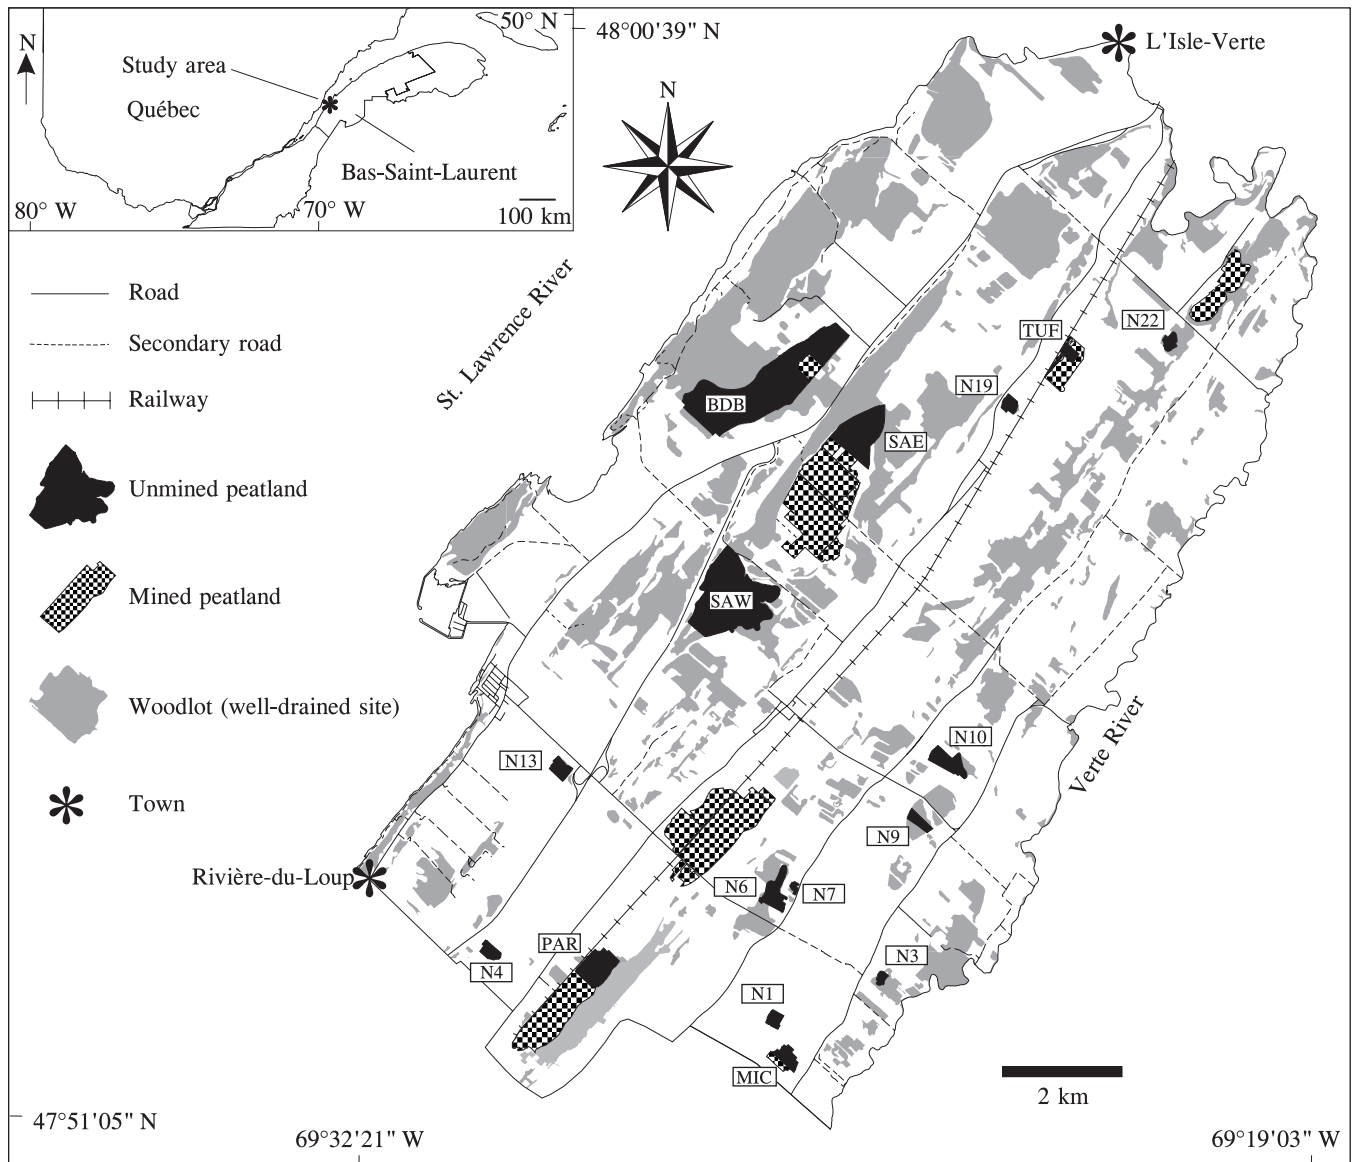 50° N
N
Study area
Québec
Bas-Saint-Laurent
80° W
70° W
100 km
48°00'39" N
L'Isle-Verte
N
St. Lawrence River
Road
Secondary road
Railway
Unmined peatland
Mined peatland
Woodlot (well-drained site)
Town
N22
TUF
N19
BDB
SAE
SAW
N10
Verte River
N13
N9
Rivière-du-Loup
N6
N7
PAR
N4
N3
N1
MIC
2 km
47°51'05" N
69°32'21" W
69°19'03" W